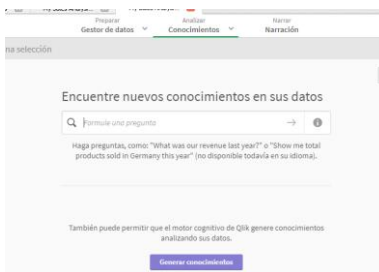 Preparar
Gestor de datos
Analizar
Conocimientos
Narrar
Narración
na selección
Encuentre nuevos conocimientos en sus datos
Formule una pregunta
Haga preguntas, como: "What was our revenue last year?" o "Show me total
products sold in Germany this year" (no disponible todavía en su idioma).
También puede permitir que el motor cognitivo de Qlik genere conocimientos
analizando sus datos.
Generar conocimientos